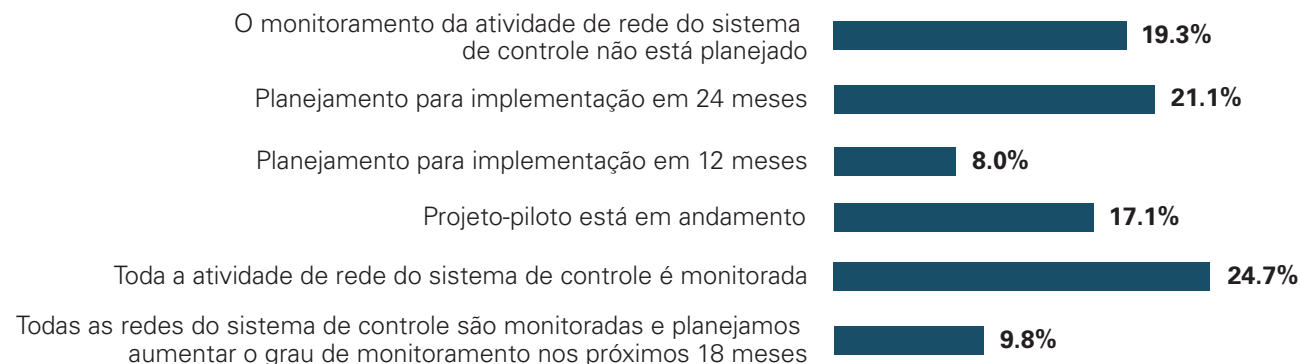 O monitoramento da atividade de rede do sistema
de controle não está planejado
19.3%
Planejamento para implementação em 24 meses
21.1%
Planejamento para implementação em 12 meses
8.0%
Projeto-piloto está em andamento
17.1%
Toda a atividade de rede do sistema de controle é monitorada
24.7%
Todas as redes do sistema de controle são monitoradas e planejamos
aumentar o grau de monitoramento nos próximos 18 meses
9.8%